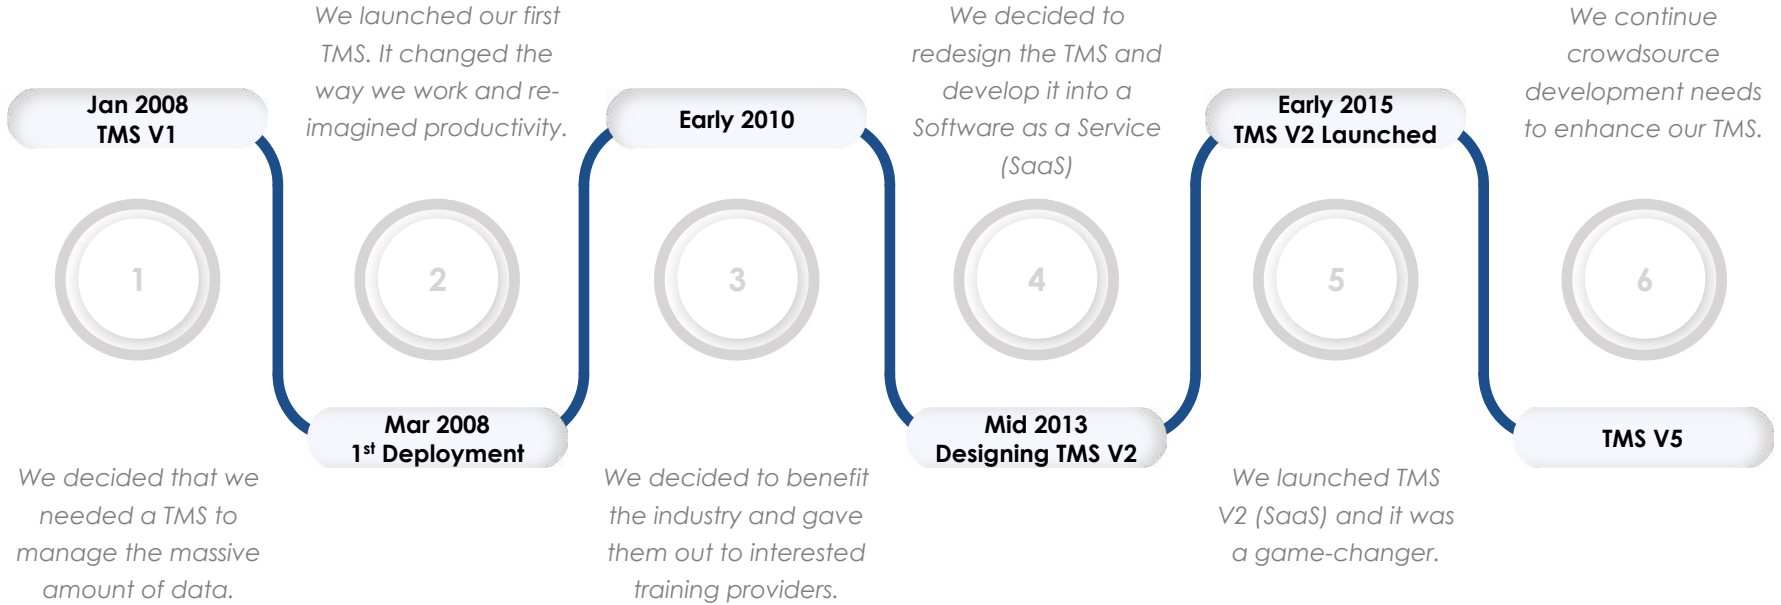 Jan 2008
TMS V1
1
We decided that we
needed a TMS to
manage the massive
amount of data.
We launched our first
TMS. It changed the
way we work and re-
imagined productivity.
2
Mar 2008
1st Deployment
Early 2010
3
We decided to benefit
the industry and gave
them out to interested
training providers.
We decided to
redesign the TMS and
develop it into a
Software as a Service
(SaaS)
4
Mid 2013
Designing TMS V2
Early 2015
TMS V2 Launched
5
We launched TMS
V2 (SaaS) and it was
a game-changer.
We continue
crowdsource
development needs
to enhance our TMS.
6
TMS V5